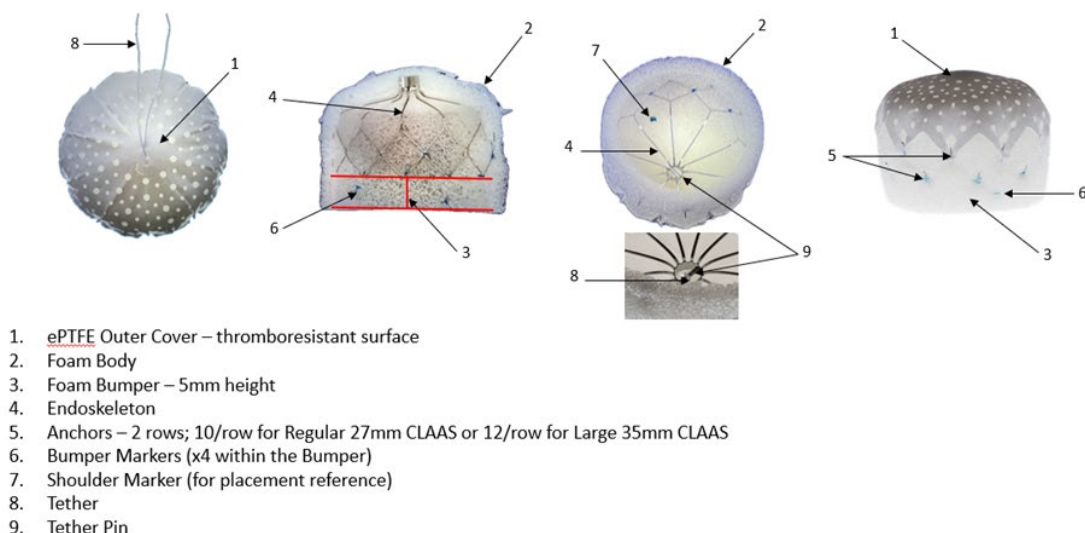 8
1
2
4
6
3
7
2
4
8
9
1
5
6
3
1. ePTFE Outer Cover – thromboresistant surface
2. Foam Body
3. Foam Bumper – 5mm height
4. Endoskeleton
5. Anchors – 2 rows; 10/row for Regular 27mm CLAAS or 12/row for Large 35mm CLAAS
6. Bumper Markers (x4 within the Bumper)
7. Shoulder Marker (for placement reference)
8. Tether
9. Tether Pin